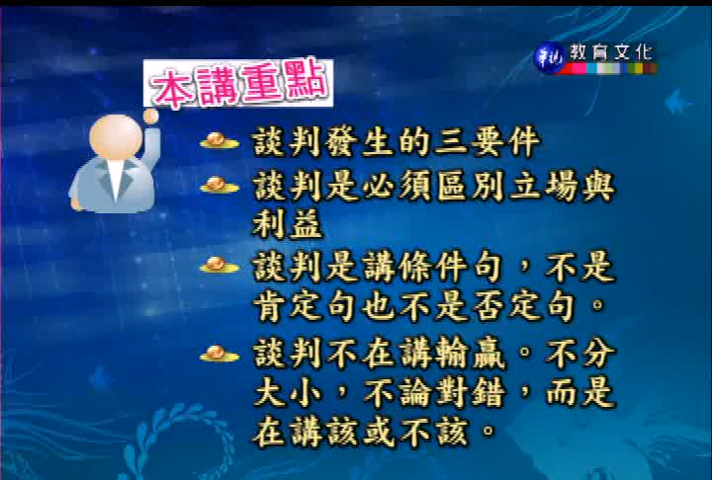 華視 教育文化
本講重點
談判發生的三要件
談判是必須區別立場與
利益
談判是講條件句，不是
肯定句也不是否定句。
談判不在講輸贏。不分
大小，不論對錯，而是
在講該或不該。